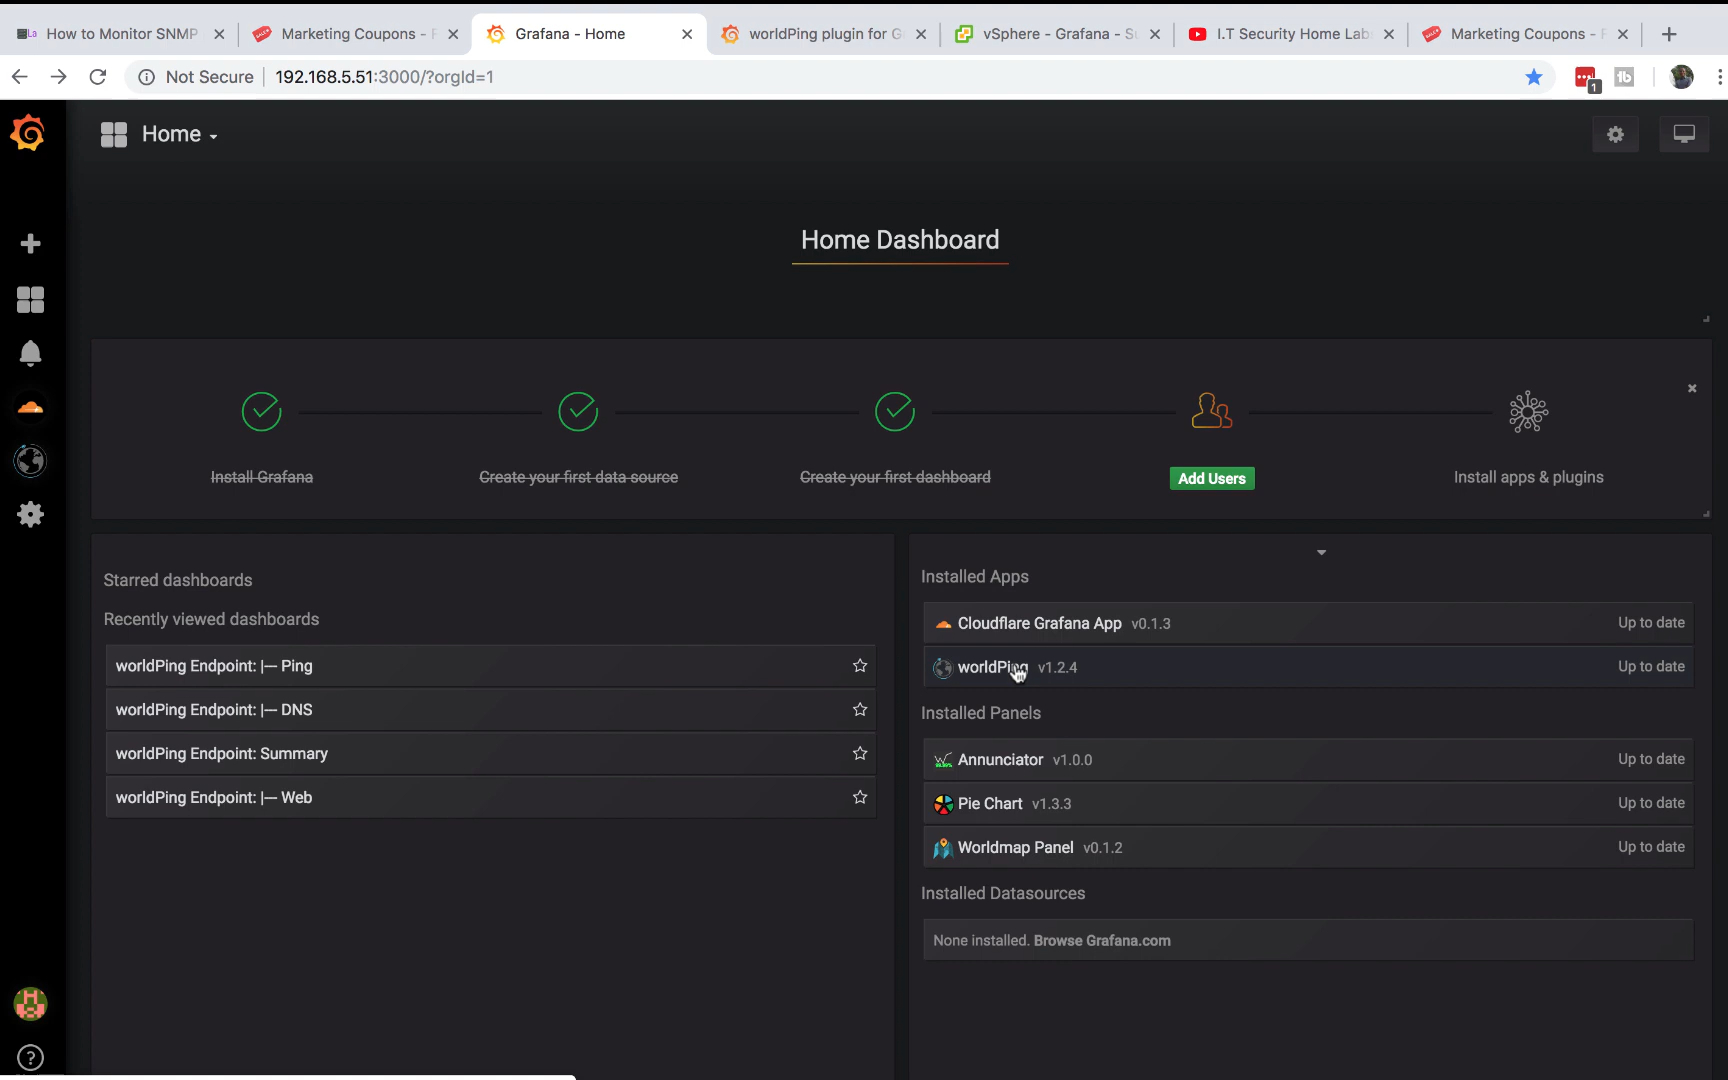 How to Monitor SNMP
Marketing Coupons -
Grafana - Home
worldPing plugin for
vSphere - Grafana -
I.T Security Home Lab
Marketing Coupons -
Not Secure
192.168.5.51:3000/?orgId=1
1
Home
Home Dashboard
Install Grafana
Create your first data source
Create your first dashboard
Add Users
Install apps & plugins
Starred dashboards
Recently viewed dashboards
worldPing Endpoint: |— Ping
worldPing Endpoint: |— DNS
worldPing Endpoint: Summary
worldPing Endpoint: |— Web
Installed Apps
Cloudflare Grafana App v0.1.3 Up to date
worldPing v1.2.4 Up to date
Installed Panels
Annunciator v1.0.0 Up to date
Pie Chart v1.3.3 Up to date
Worldmap Panel v0.1.2 Up to date
Installed Datasources
None installed. Browse Grafana.com